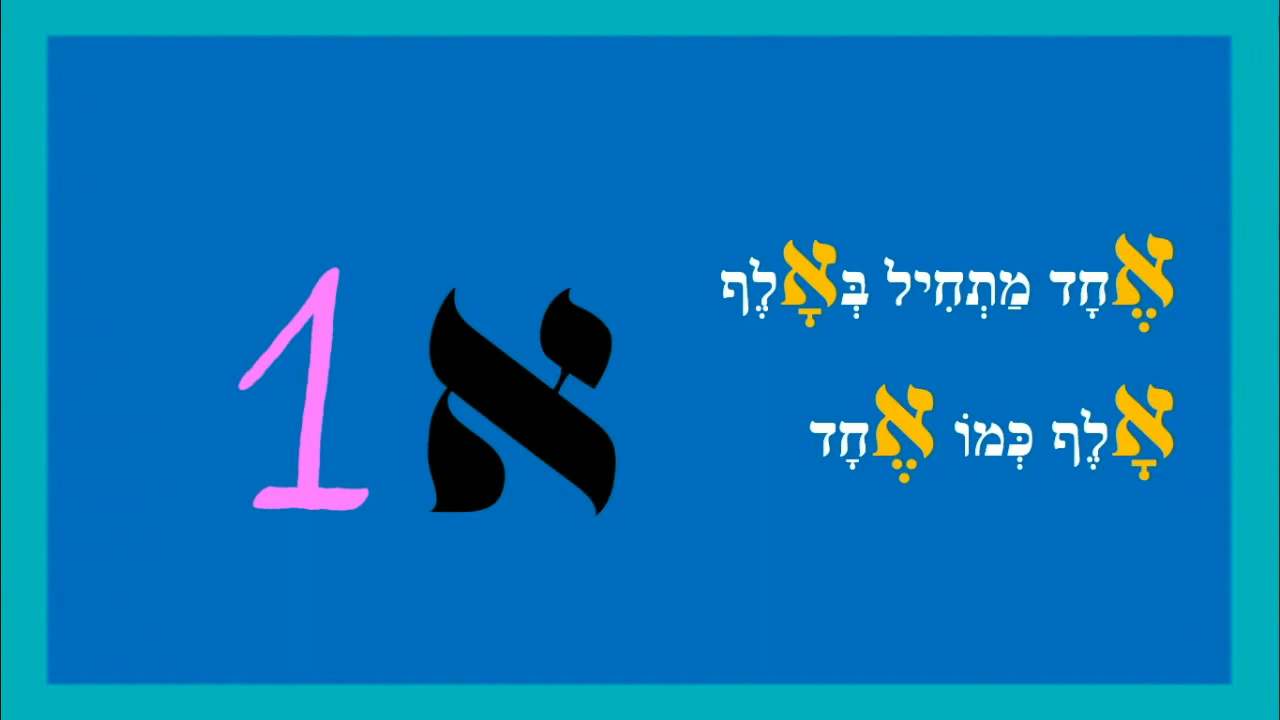 אֶחָד מַתְחִיל בְּאָלֶף
אָלֶף כְּמוֹ אֶחָד
א 1